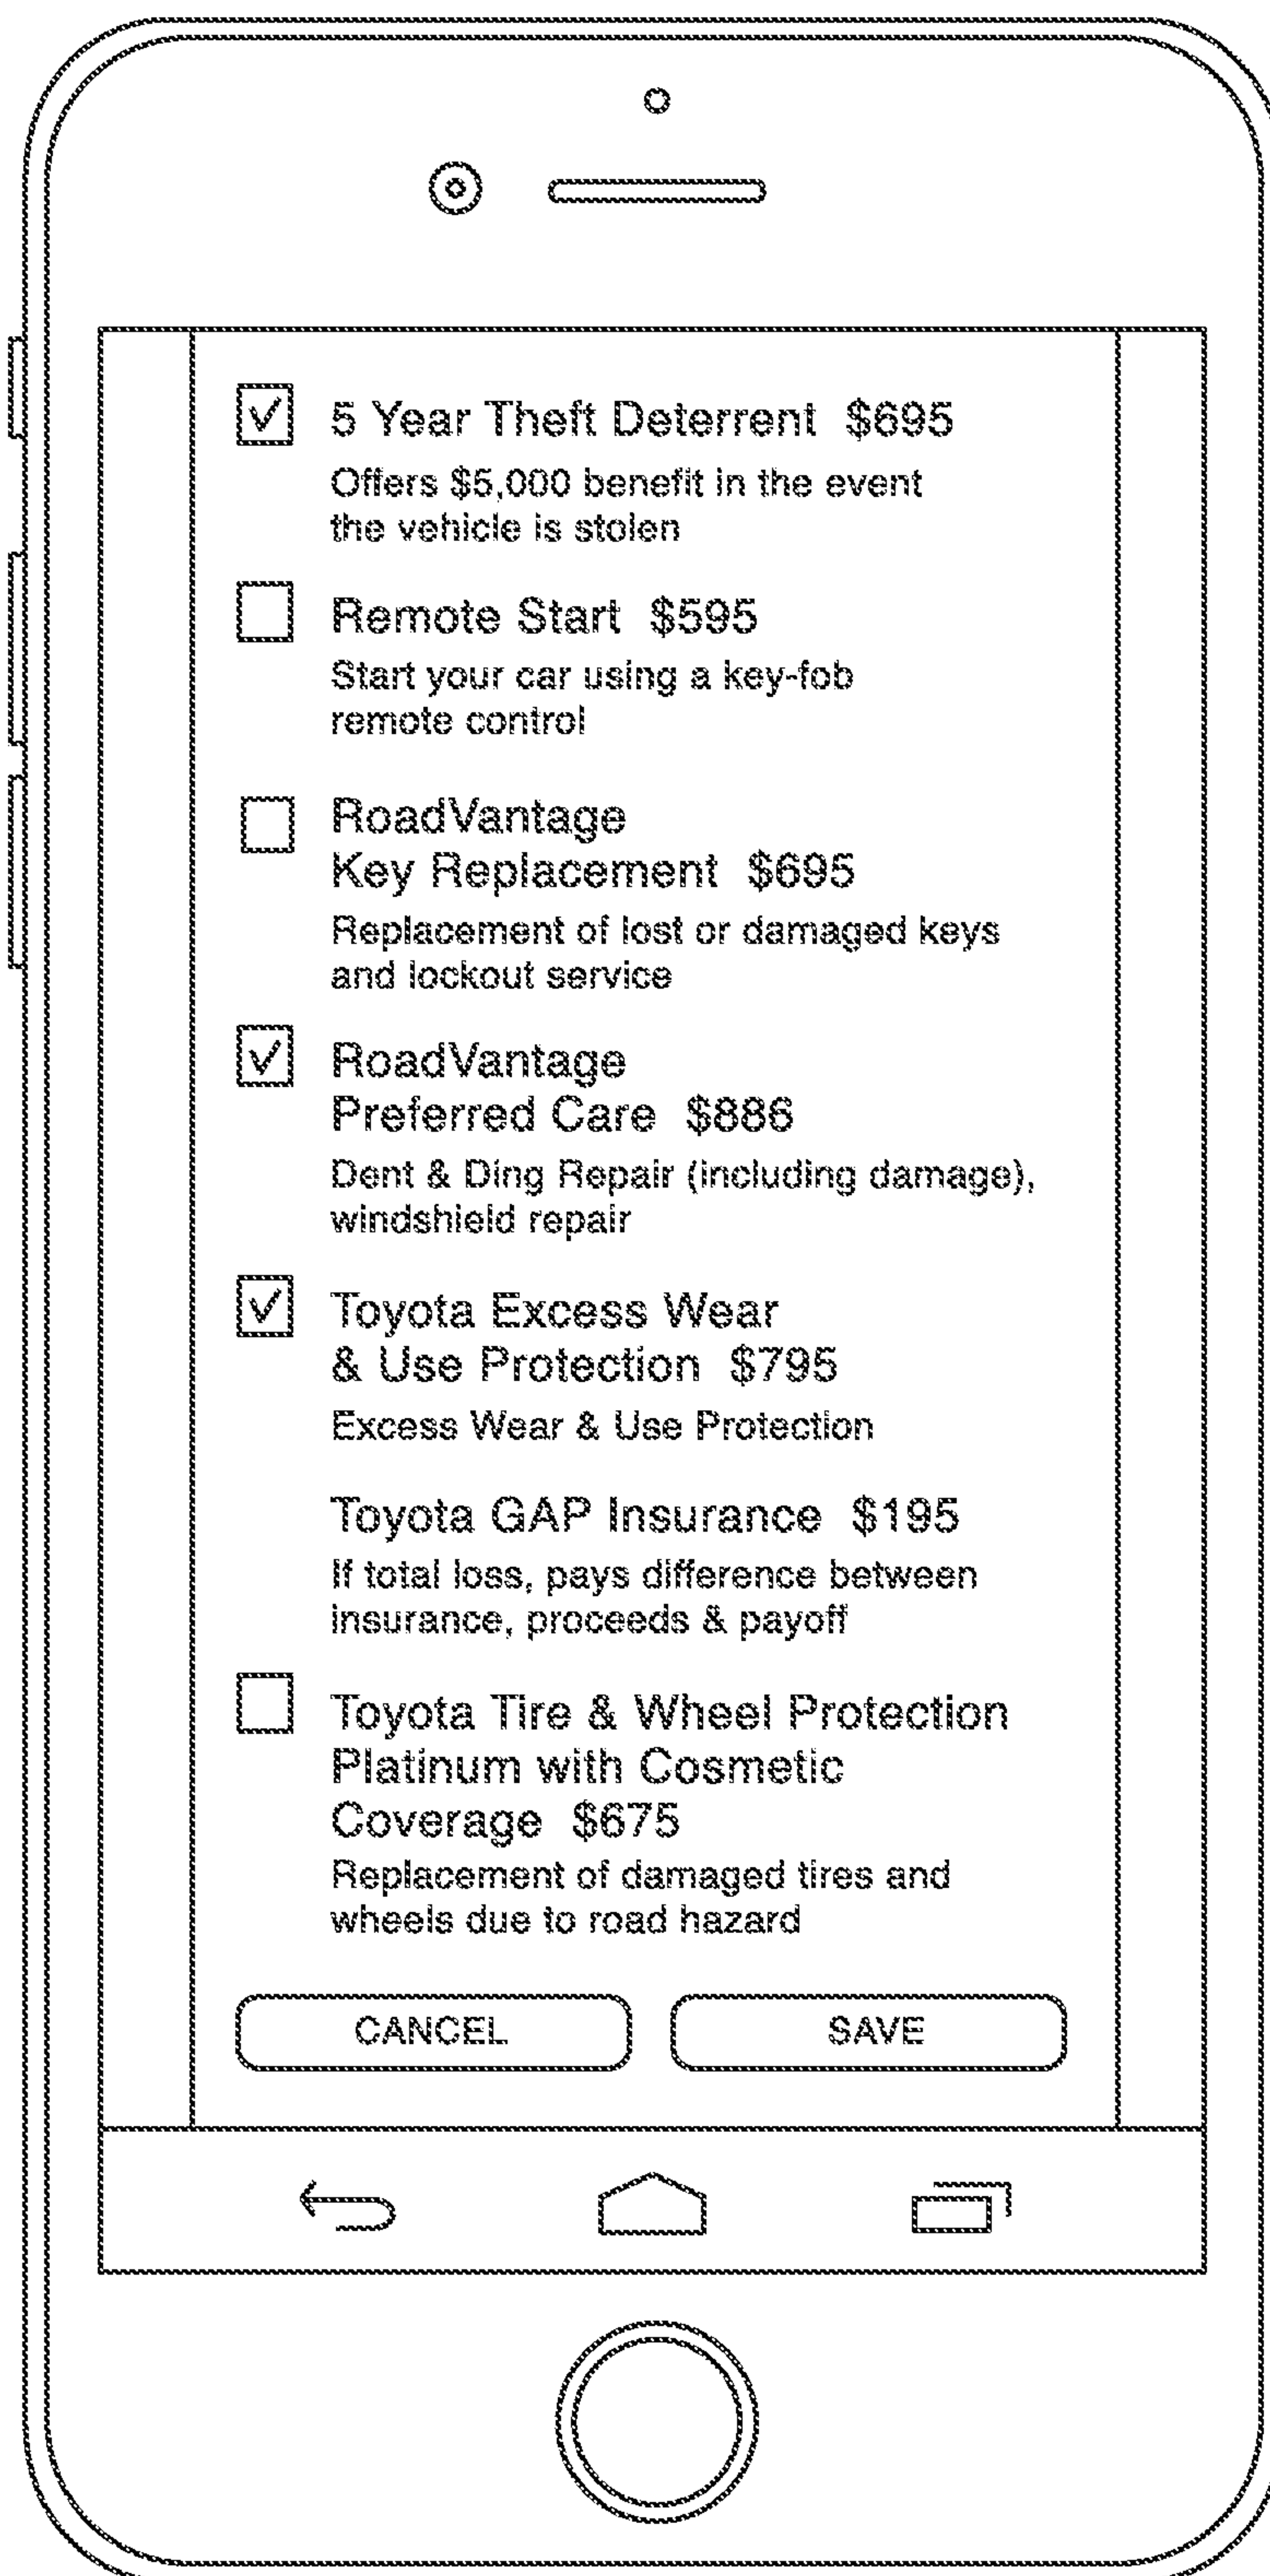 5 Year Theft Deterrent $695
Offers $5,000 benefit in the event
the vehicle is stolen
Remote Start $595
Start your car using a key-fob
remote control
RoadVantage
Key Replacement $695
Replacement of lost or damaged keys
and lockout service
RoadVantage
Preferred Care $886
Dent & Ding Repair (including damage),
windshield repair
Toyota Excess Wear
& Use Protection $795
Excess Wear & Use Protection
Toyota GAP Insurance $195
If total loss, pays difference between
insurance, proceeds & payoff
Toyota Tire & Wheel Protection
Platinum with Cosmetic
Coverage $675
Replacement of damaged tires and
wheels due to road hazard
CANCEL SAVE